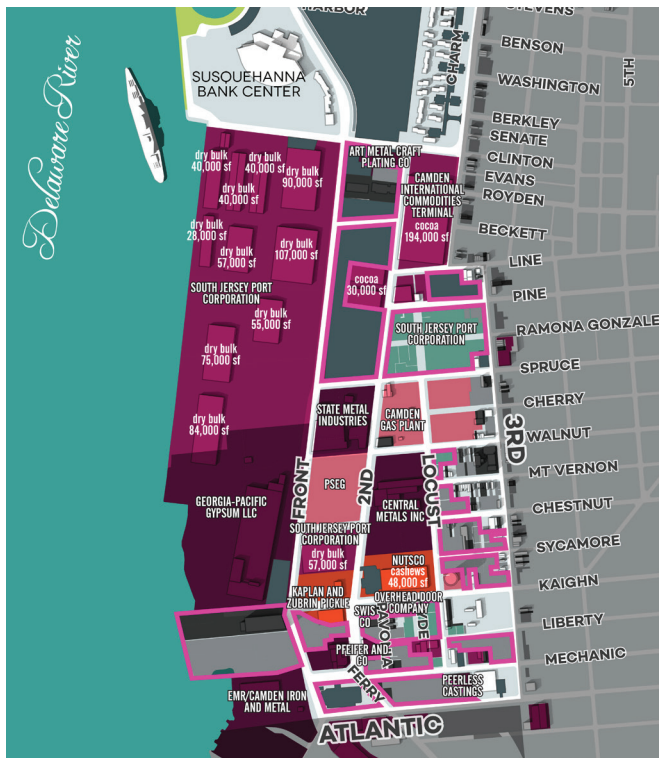 HARBOR
STEVENS
CHARM
BENSON
5TH
WASHINGTON
SUSQUEHANNA
BANK CENTER
Delaware River
BERKLEY
SENATE
CLINTON
EVANS
ROYDEN
BECKETT
LINE
PINE
RAMONA GONZALE
SPRUCE
CHERRY
WALNUT
3RD
MT VERNON
CHESTNUT
SYCAMORE
KAIGHN
LIBERTY
MECHANIC
dry bulk
40,000 sf
dry bulk
40,000 sf
dry bulk
40,000 sf
dry bulk
90,000 sf
ART METAL CRAFT
PLATING CO
CAMDEN
INTERNATIONAL
COMMODITIES
TERMINAL
cocoa
194,000 sf
dry bulk
28,000 sf
dry bulk
57,000 sf
dry bulk
107,000 sf
SOUTH JERSEY PORT
CORPORATION
cocoa
30,000 sf
dry bulk
55,000 sf
SOUTH JERSEY PORT
CORPORATION
dry bulk
75,000 sf
dry bulk
84,000 sf
STATE METAL
INDUSTRIES
CAMDEN
GAS PLANT
FRONT
2ND
LOCUST
PSEG
GEORGIA-PACIFIC
GYPSUM LLC
CENTRAL
METALS INC
SOUTH JERSEY PORT
CORPORATION
dry bulk
57,000 sf
NUTSCO
cashews
48,000 sf
KAPLAN AND
ZUBRIN PICKLE
OVERHEAD DOOR
COMPANY
SWIS
CO
PAVONIA
PFEIFER AND
CO
FERRY
PEERLESS
CASTINGS
EMR/CAMDEN IRON
AND METAL
ATLANTIC